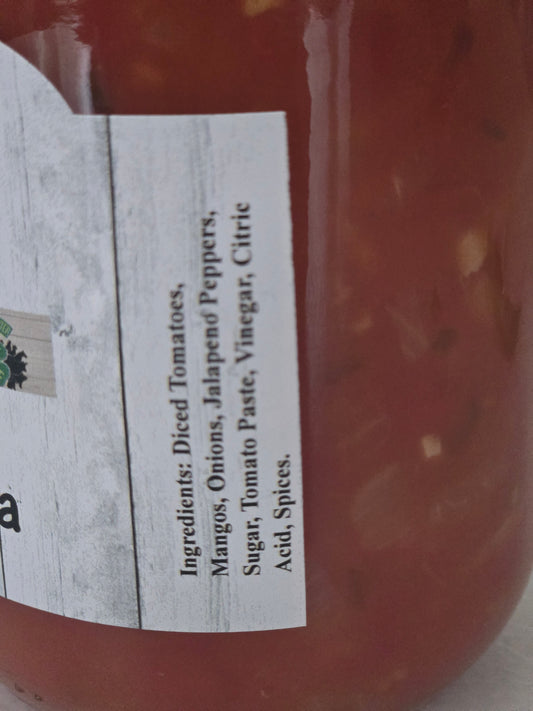 a
Ingredients: Diced Tomatoes,
Mangos, Onions, Jalapeno Peppers,
Sugar, Tomato Paste, Vinegar, Citric
Acid, Spices.